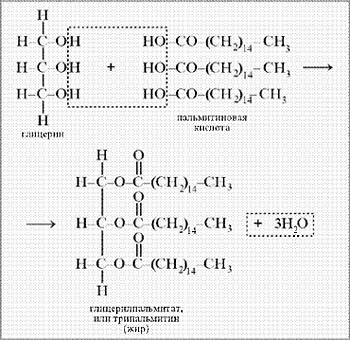 H
H–C–OH HO–CO–(CH₂)₁₄–CH₃
H–C–OH + HO–CO–(CH₂)₁₄–CH₃ ⟶
H–C–OH HO–CO–(CH₂)₁₄–CH₃
H
глицерин
пальмитиновая
кислота
H O
H–C–O–C–(CH₂)₁₄–CH₃
O
⟶ H–C–O–C–(CH₂)₁₄–CH₃ + 3H₂O
O
H–C–O–C–(CH₂)₁₄–CH₃
H
глицерилпальмитат,
или трипальмитин
(жир)